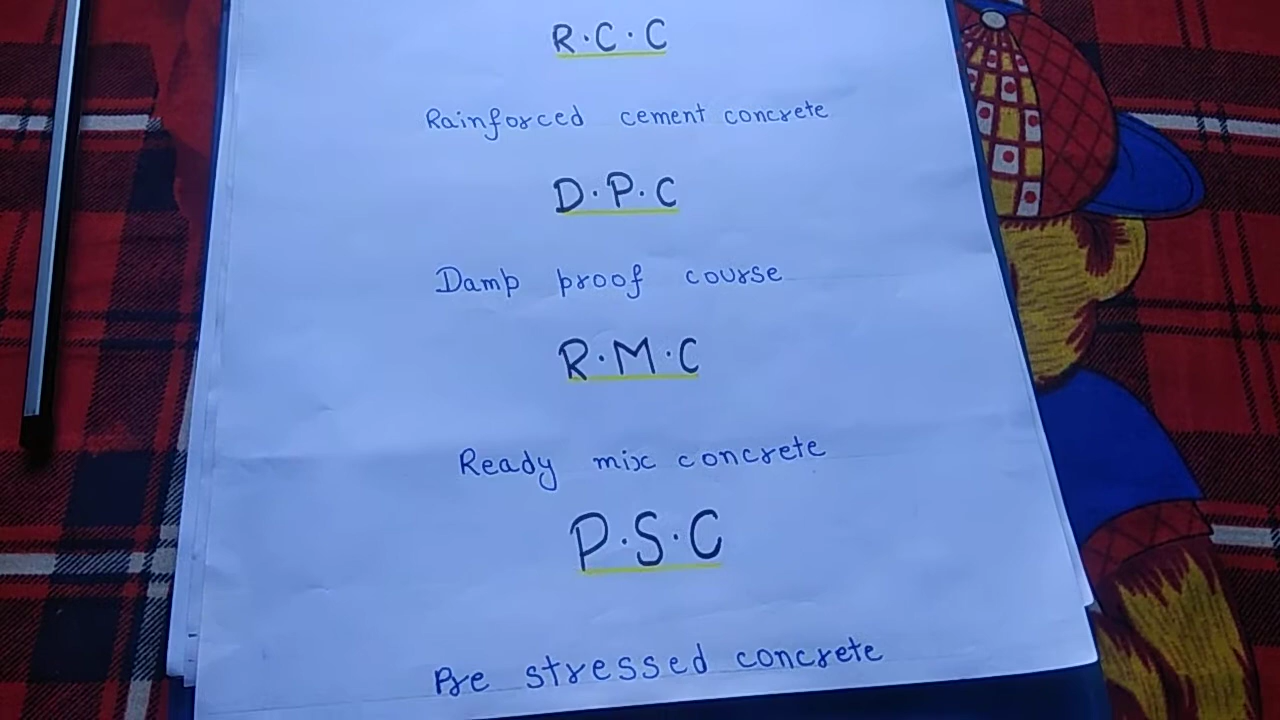 R.C.C
Rainforced cement concrete
D.P.C
Damp proof course
R.M.C
Ready mix concrete
P.S.C
Pre stressed concrete